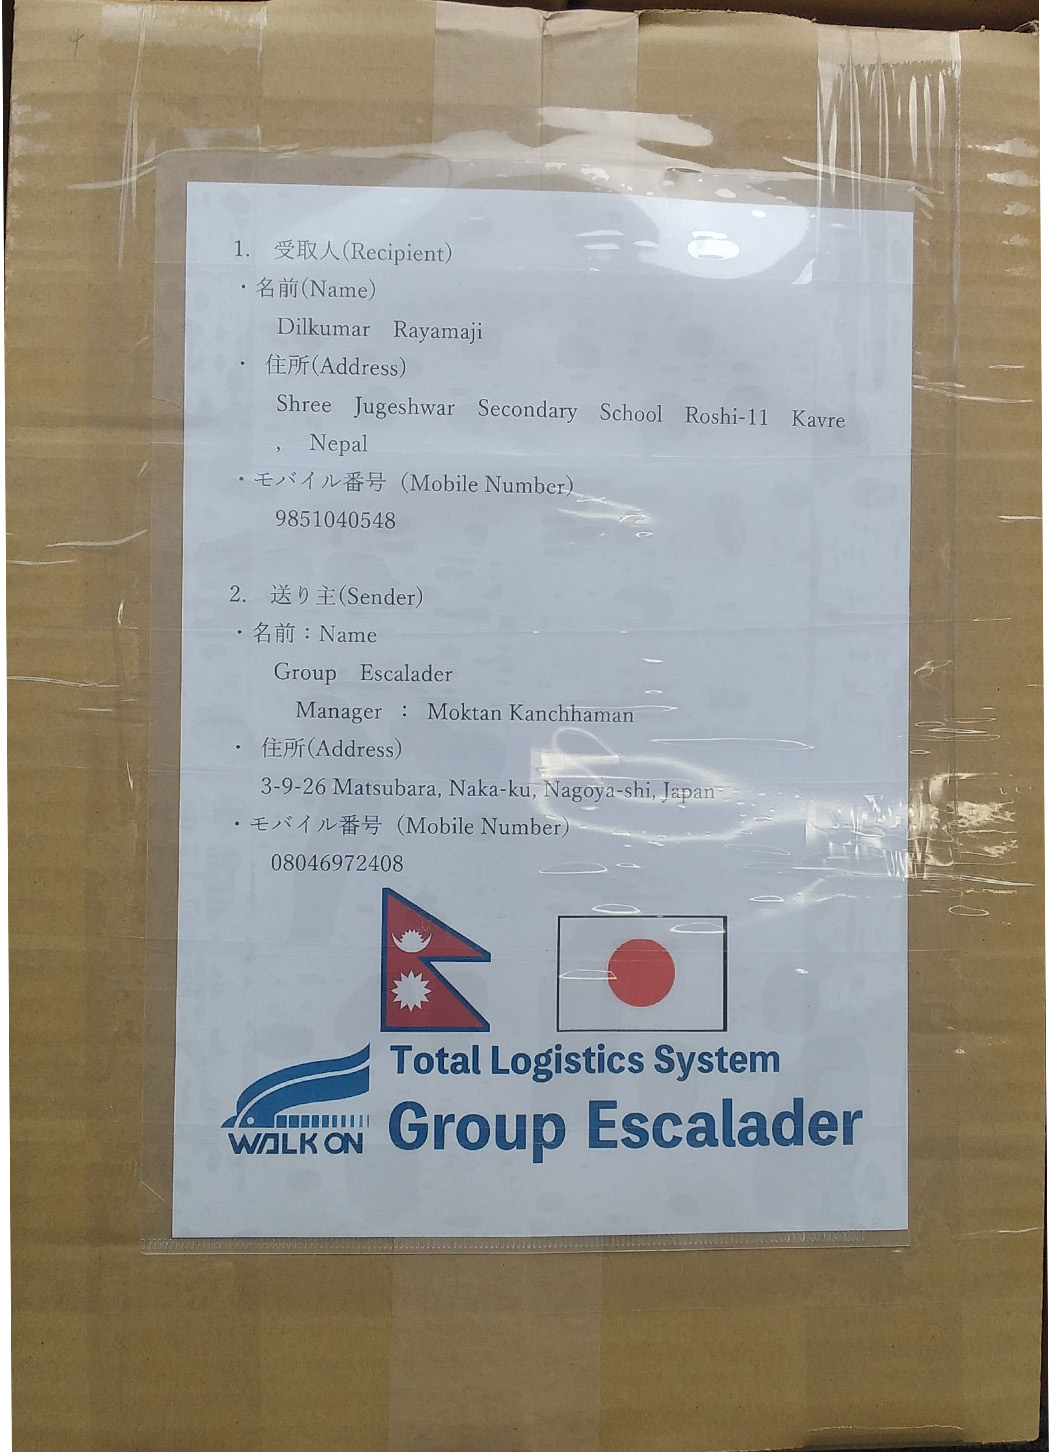 1. 受取人(Recipient)
・名前(Name)
Dilkumar Rayamaji
・ 住所(Address)
Shree Jugeshwar Secondary School Roshi-11 Kavre
, Nepal
・モバイル番号 (Mobile Number)
9851040548
2. 送り主(Sender)
・名前：Name
Group Escalader
Manager ： Moktan Kanchhaman
・ 住所(Address)
3-9-26 Matsubara, Naka-ku, Nagoya-shi, Japan
・モバイル番号 (Mobile Number)
08046972408
Total Logistics System
WALK ON
Group Escalader